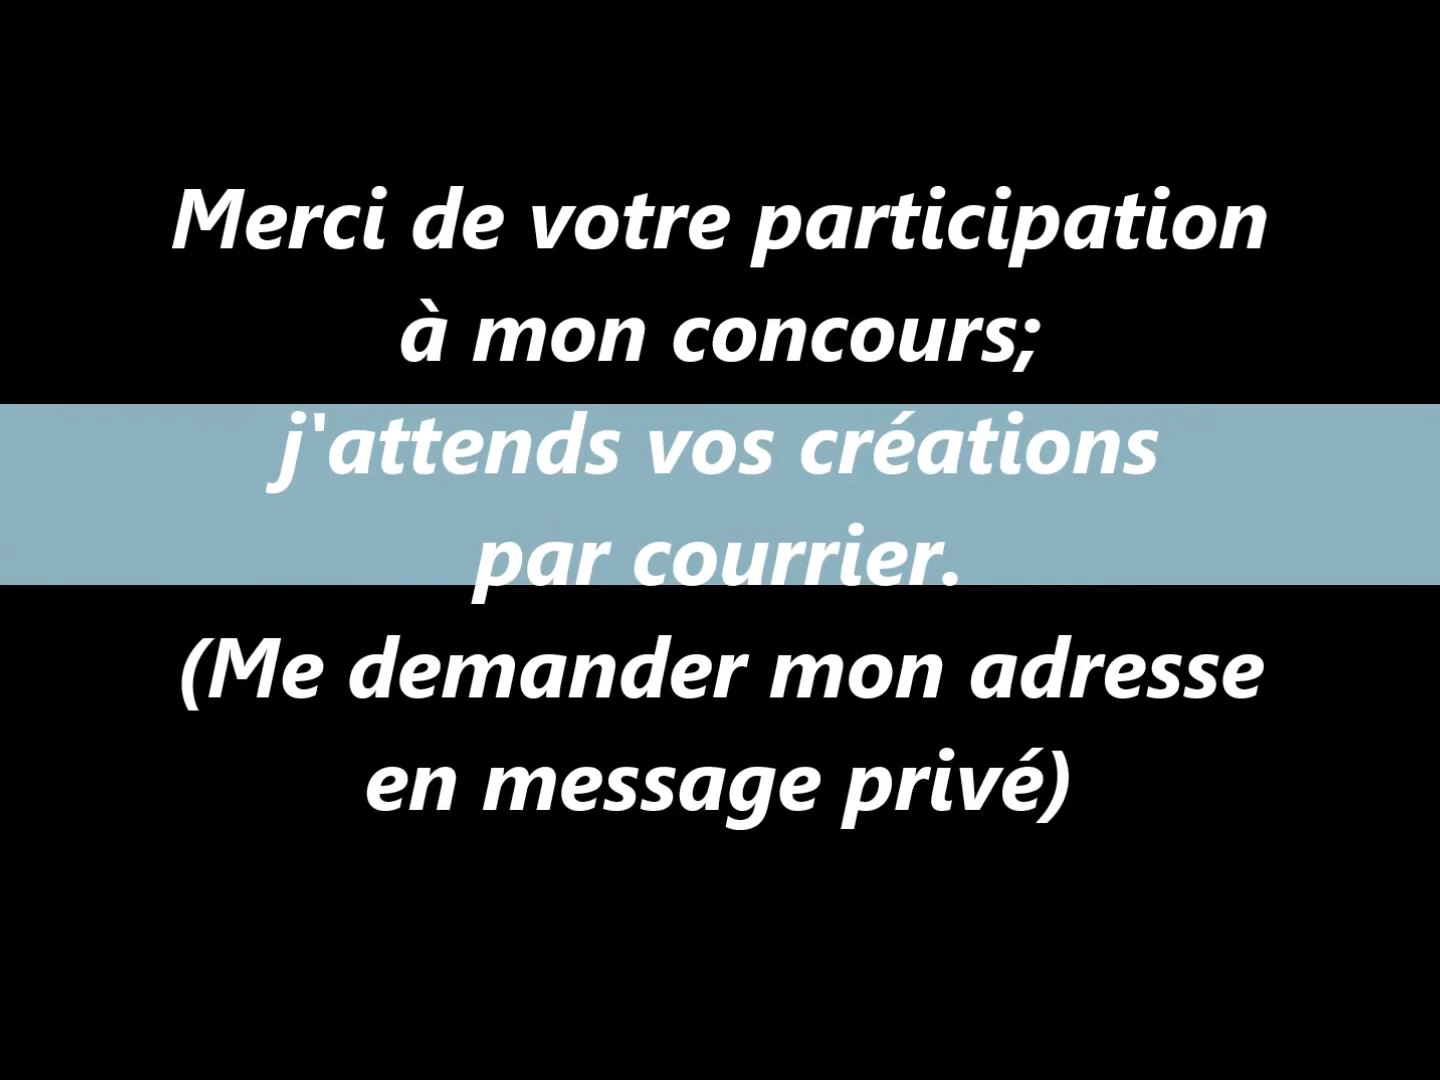 Merci de votre participation
à mon concours;
j'attends vos créations
par courrier.
(Me demander mon adresse
en message privé)